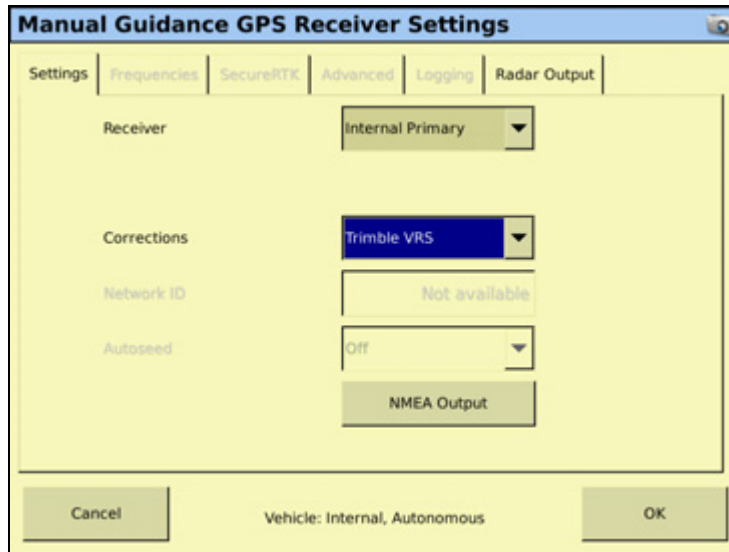 Manual Guidance GPS Receiver Settings
Settings Frequencies SecureRTK Advanced Logging Radar Output
Receiver Internal Primary
Corrections Trimble VRS
Network ID Not available
Autoseed Off
NMEA Output
Cancel Vehicle: Internal, Autonomous OK